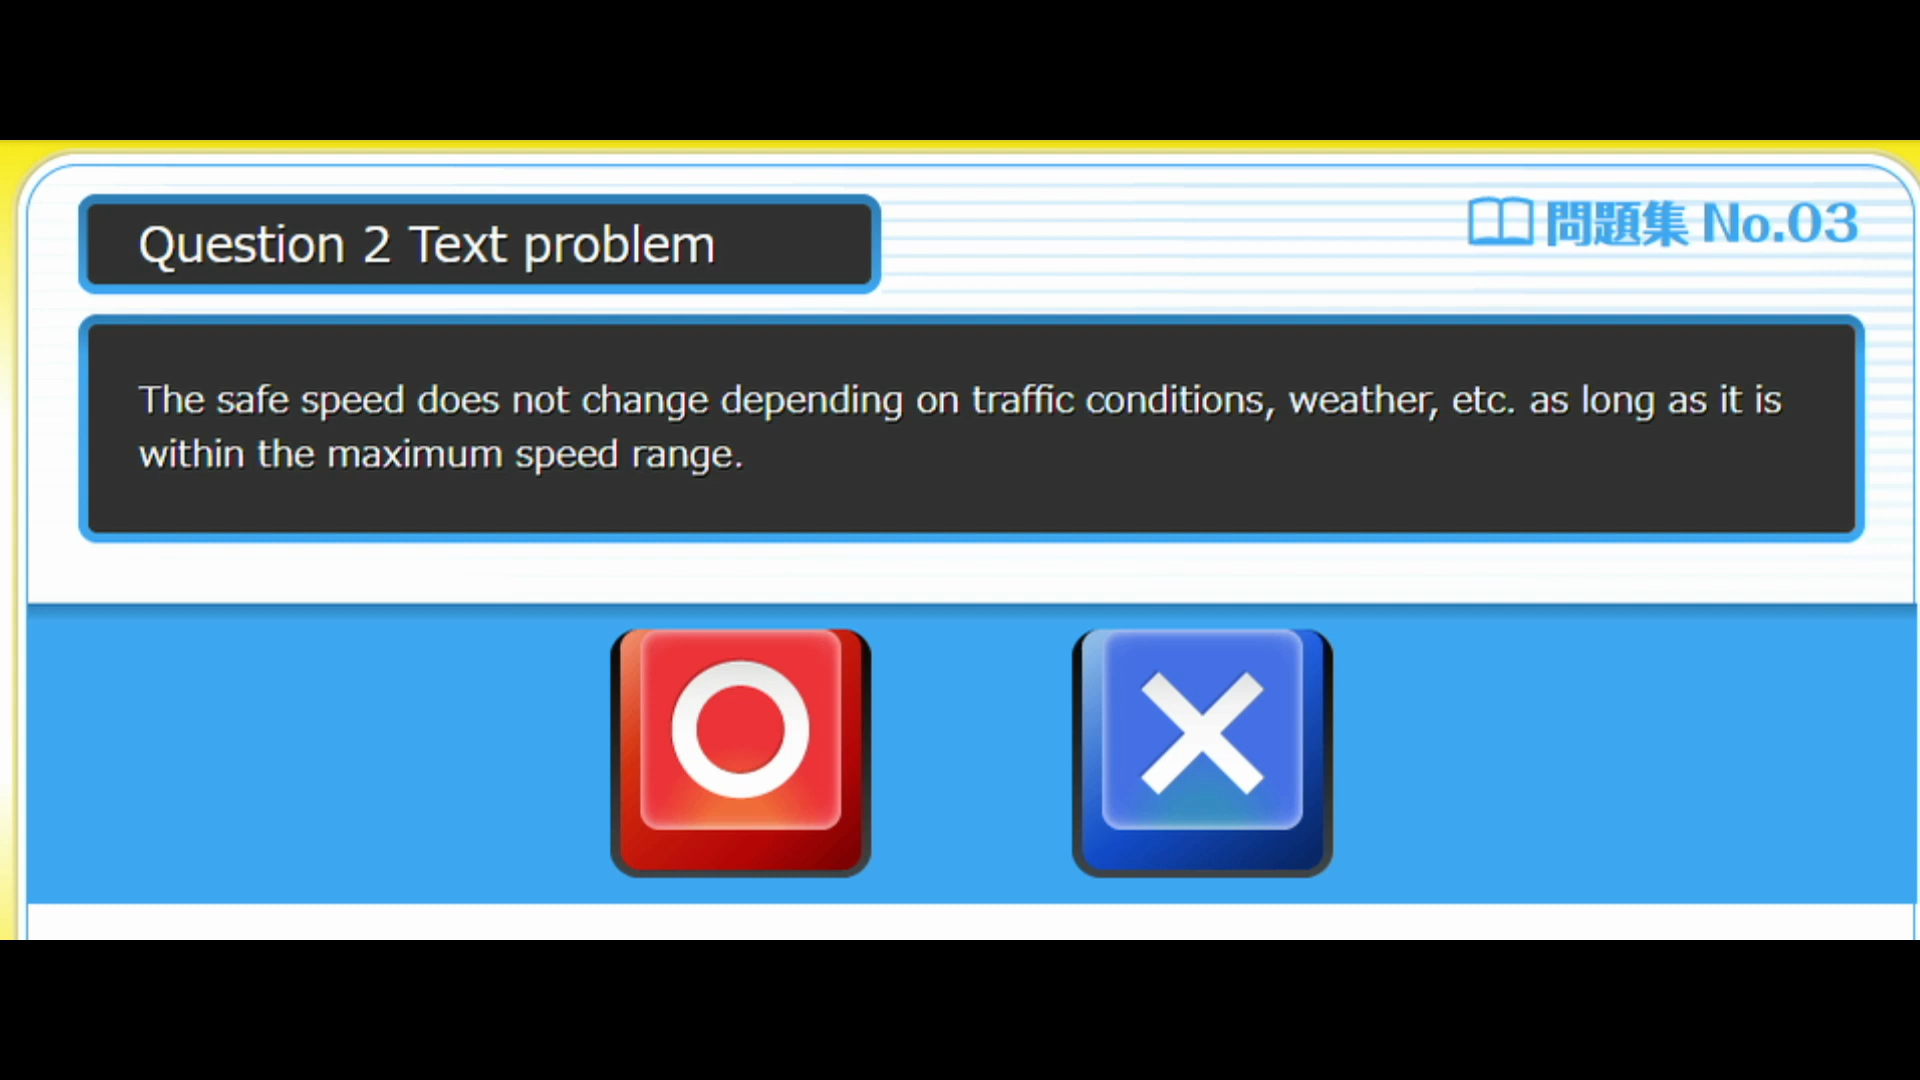 Question 2 Text problem
問題集 No.03
The safe speed does not change depending on traffic conditions, weather, etc. as long as it is
within the maximum speed range.